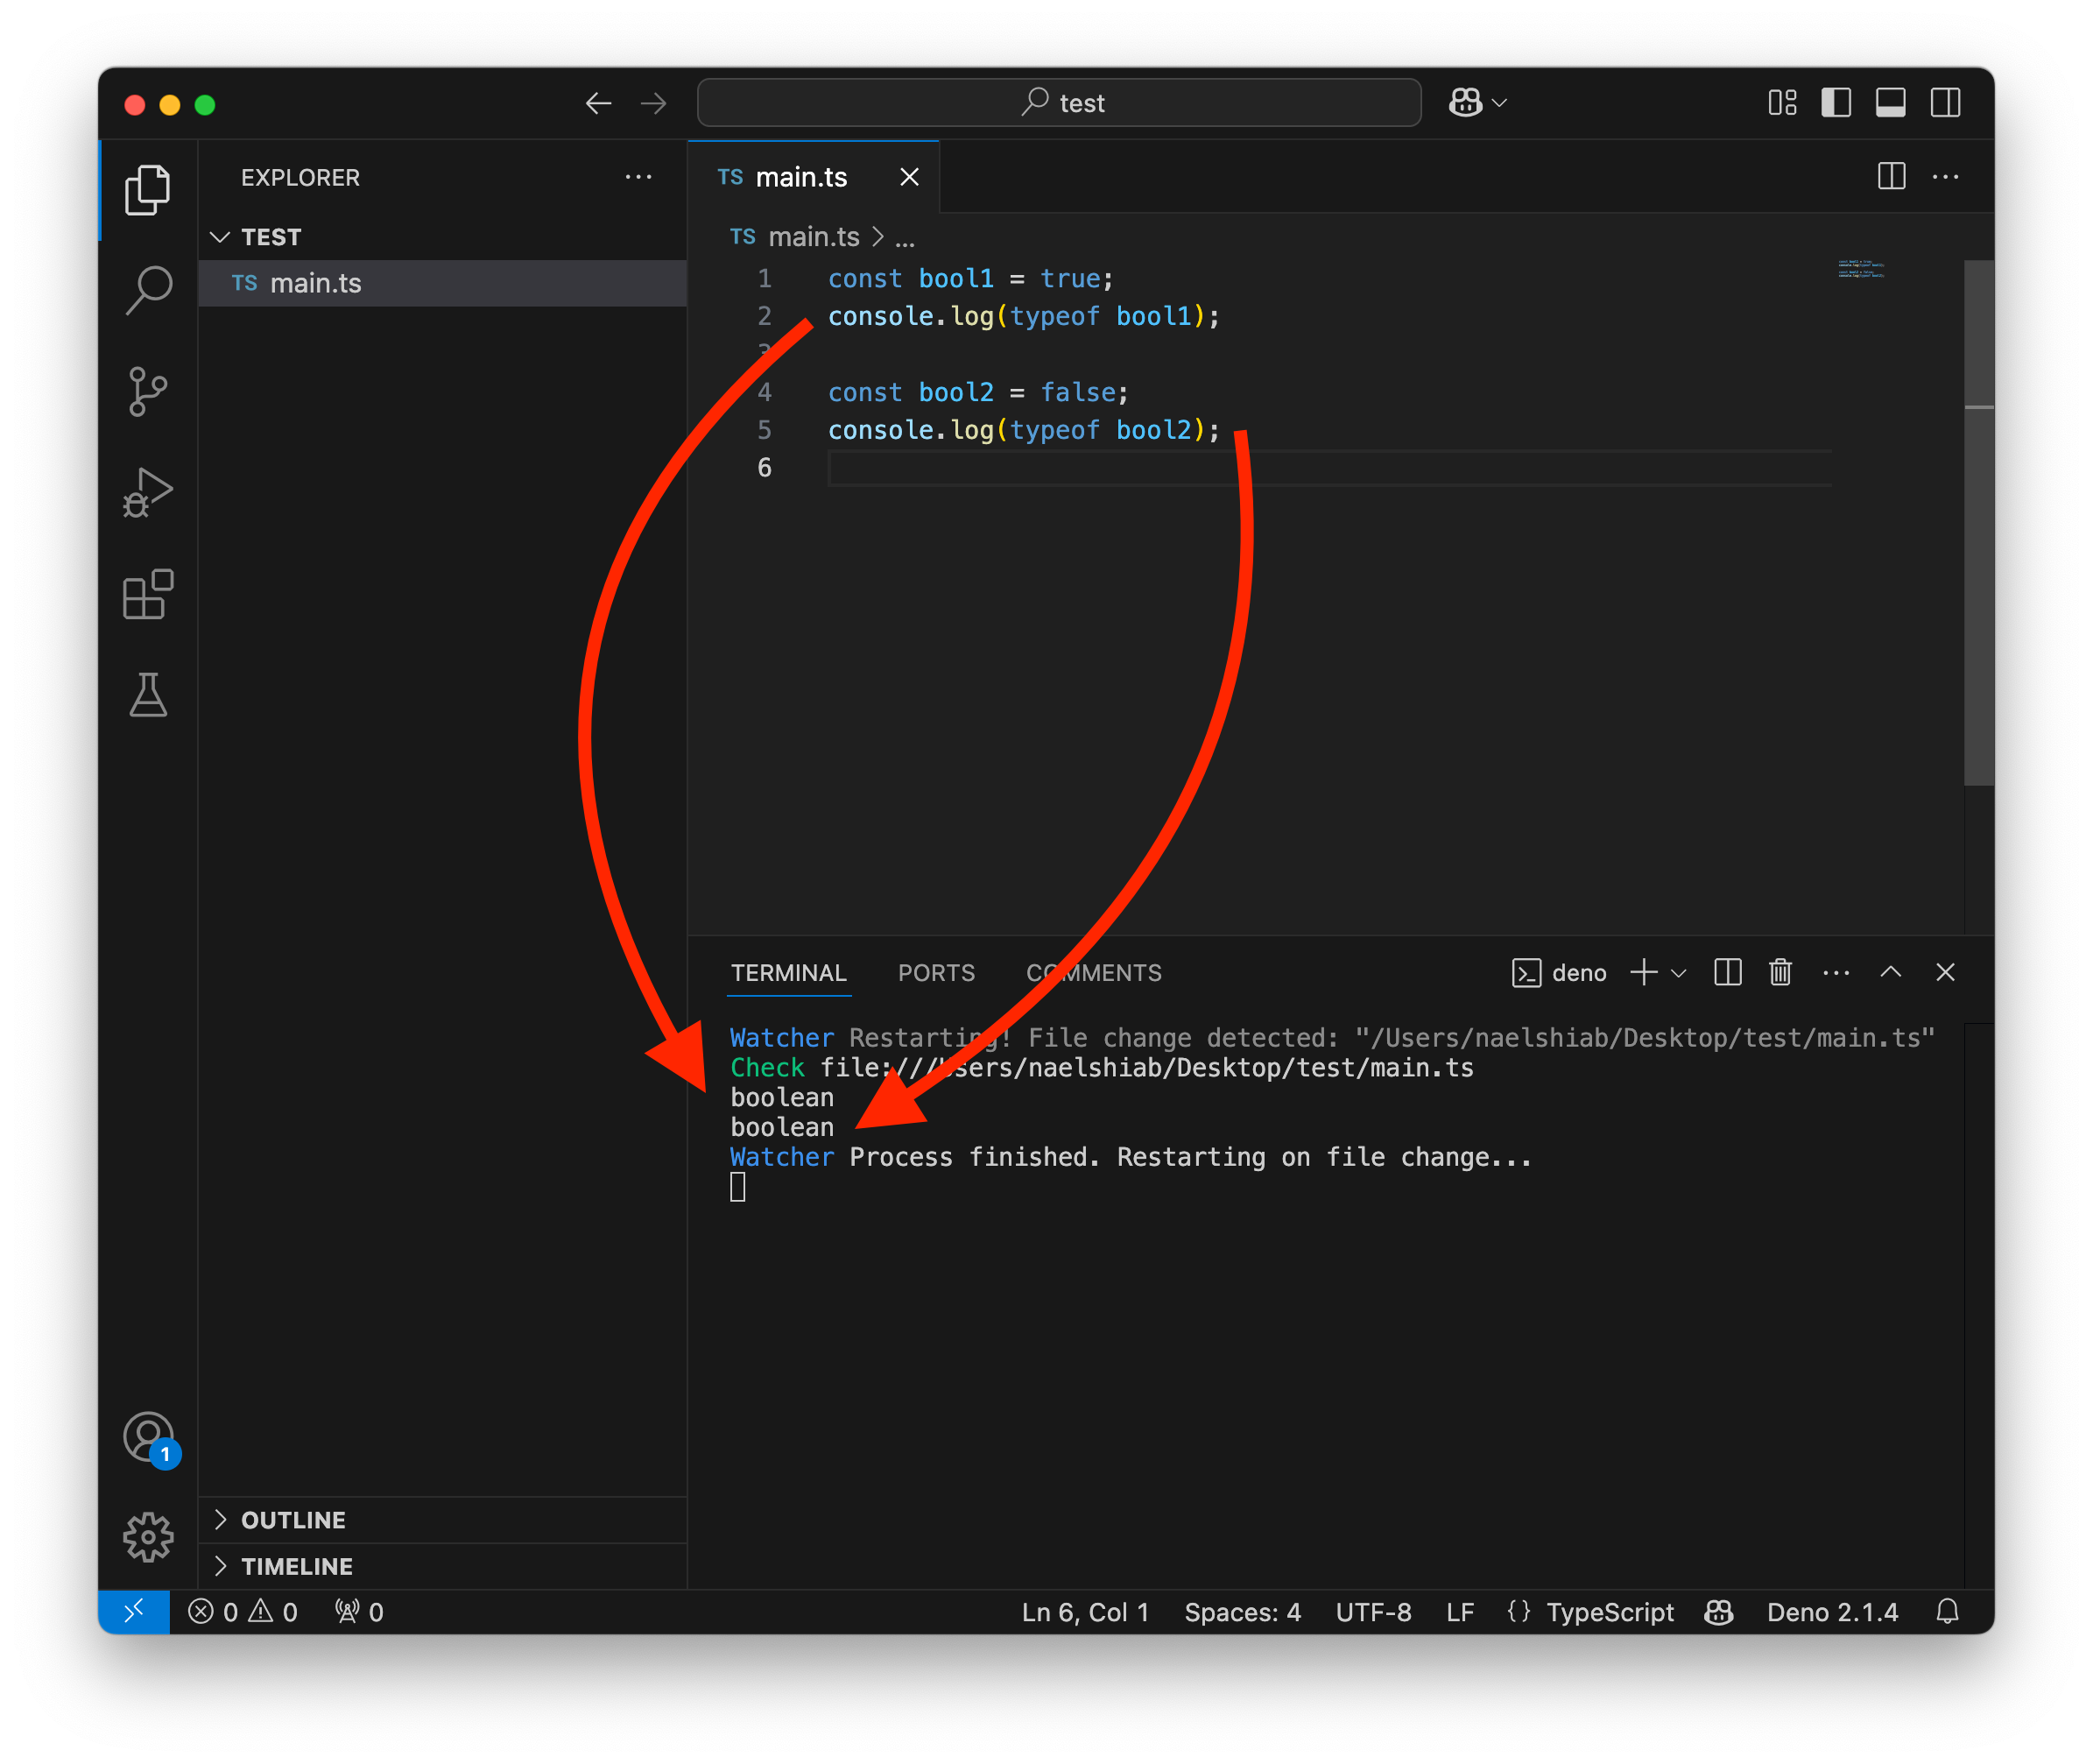 test
EXPLORER
TEST
TS main.ts
TS main.ts
TS main.ts > ...
1 const bool1 = true;
2 console.log(typeof bool1);
3
4 const bool2 = false;
5 console.log(typeof bool2);
6
TERMINAL PORTS COMMENTS deno
Watcher Restarting! File change detected: "/Users/naelshiab/Desktop/test/main.ts"
Check file:///Users/naelshiab/Desktop/test/main.ts
boolean
boolean
Watcher Process finished. Restarting on file change...
1
OUTLINE
TIMELINE
0 0 0 Ln 6, Col 1 Spaces: 4 UTF-8 LF {} TypeScript Deno 2.1.4